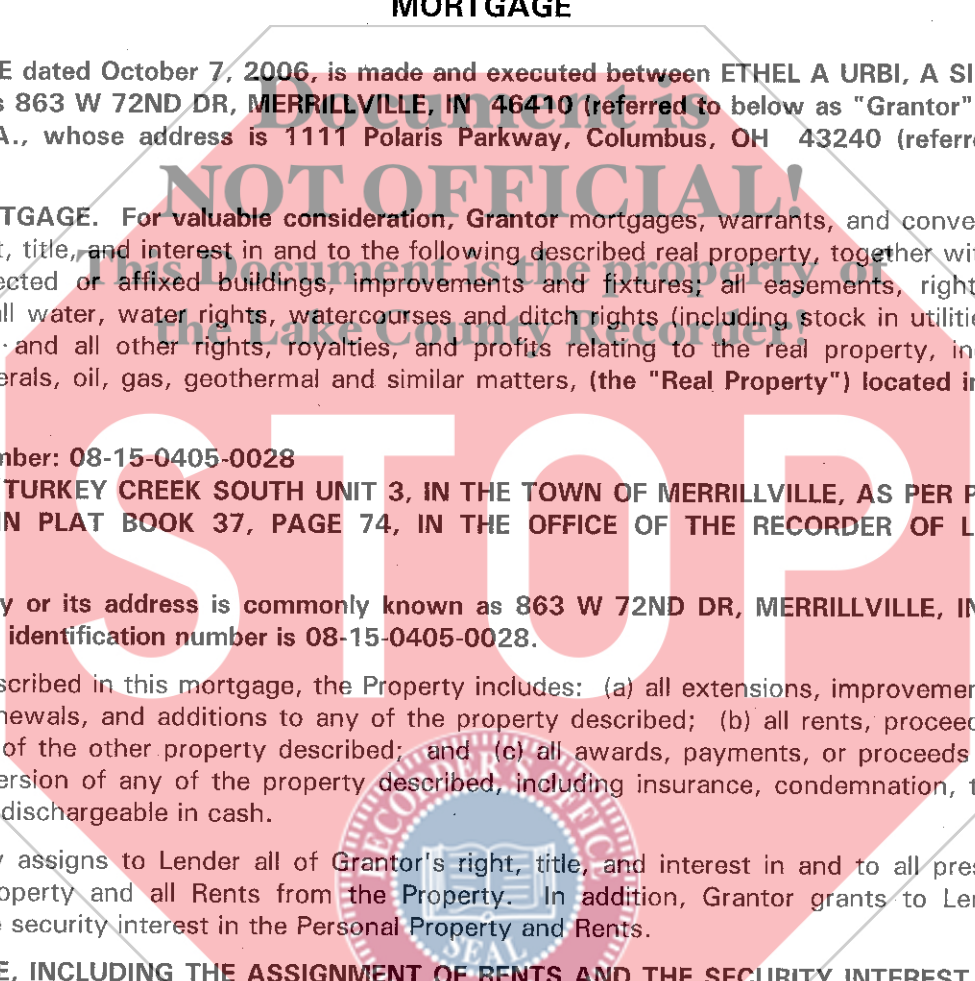 MORTGAGE
E dated October 7, 2006, is made and executed between ETHEL A URBI, A SI
s 863 W 72ND DR, MERRILLVILLE, IN 46410 (referred to below as "Grantor"
Document is
A., whose address is 1111 Polaris Parkway, Columbus, OH 43240 (referre
NOT OFFICIAL!
TGAGE. For valuable consideration, Grantor mortgages, warrants, and conve
t, title, and interest in and to the following described real property, together wi
This Document is the property of
ected or affixed buildings, improvements and fixtures; all easements, right
all water, water rights, watercourses and ditch rights (including stock in utilitie
the Lake County Recorder!
and all other rights, royalties, and profits relating to the real property, in
erals, oil, gas, geothermal and similar matters, (the "Real Property") located in
STOP
mber: 08-15-0405-0028
TURKEY CREEK SOUTH UNIT 3, IN THE TOWN OF MERRILLVILLE, AS PER P
IN PLAT BOOK 37, PAGE 74, IN THE OFFICE OF THE RECORDER OF L
y or its address is commonly known as 863 W 72ND DR, MERRILLVILLE, IN
identification number is 08-15-0405-0028.
scribed in this mortgage, the Property includes: (a) all extensions, improvemen
newals, and additions to any of the property described; (b) all rents, proceed
of the other property described; and (c) all awards, payments, or proceeds
ersion of any of the property described, including insurance, condemnation, t
dischargeable in cash.
RECORDER'S OFFICE
y assigns to Lender all of Grantor's right, title, and interest in and to all pres
operty and all Rents from the Property. In addition, Grantor grants to Len
e security interest in the Personal Property and Rents.
SEAL
E, INCLUDING THE ASSIGNMENT OF RENTS AND THE SECURITY INTEREST